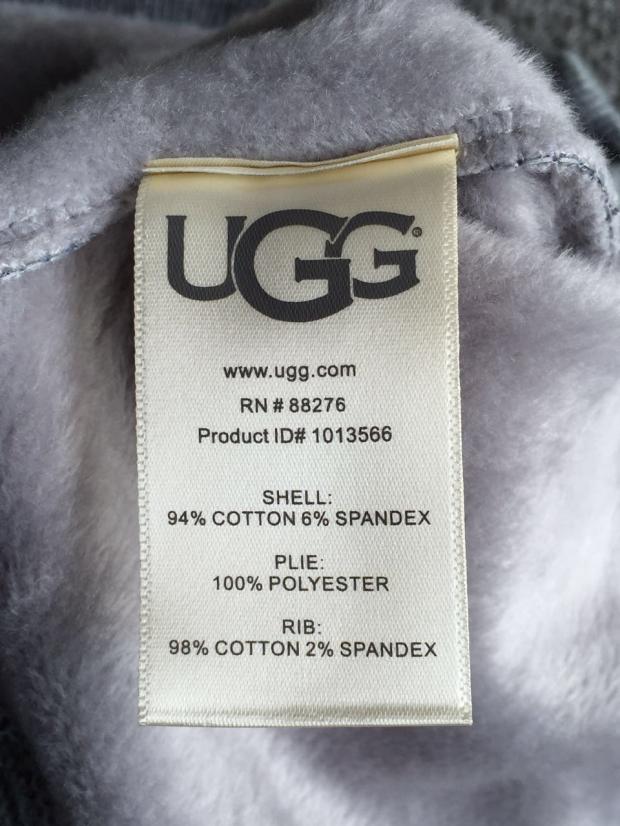 UGG®
www.ugg.com
RN # 88276
Product ID# 1013566
SHELL:
94% COTTON 6% SPANDEX
PLIE:
100% POLYESTER
RIB:
98% COTTON 2% SPANDEX